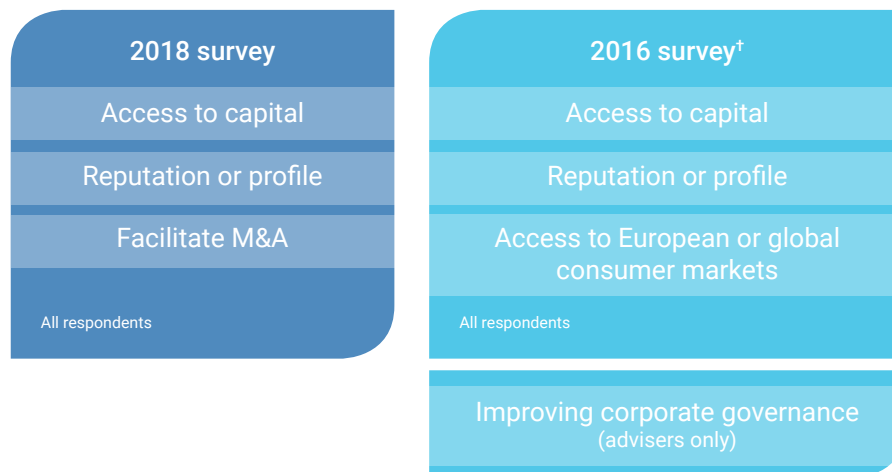 2018 survey
Access to capital
Reputation or profile
Facilitate M&A
All respondents
2016 survey†
Access to capital
Reputation or profile
Access to European or global
consumer markets
All respondents
Improving corporate governance
(advisers only)